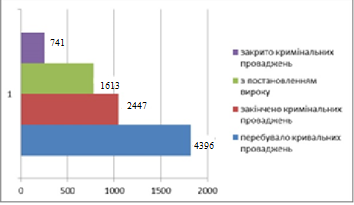 741
1613
2447
4396
1
0
500
1000
1500
2000
закрито кримінальних
проваджень
з постановленням
вироку
закінчено кримінальних
проваджень
перебувало кривальних
проваджень